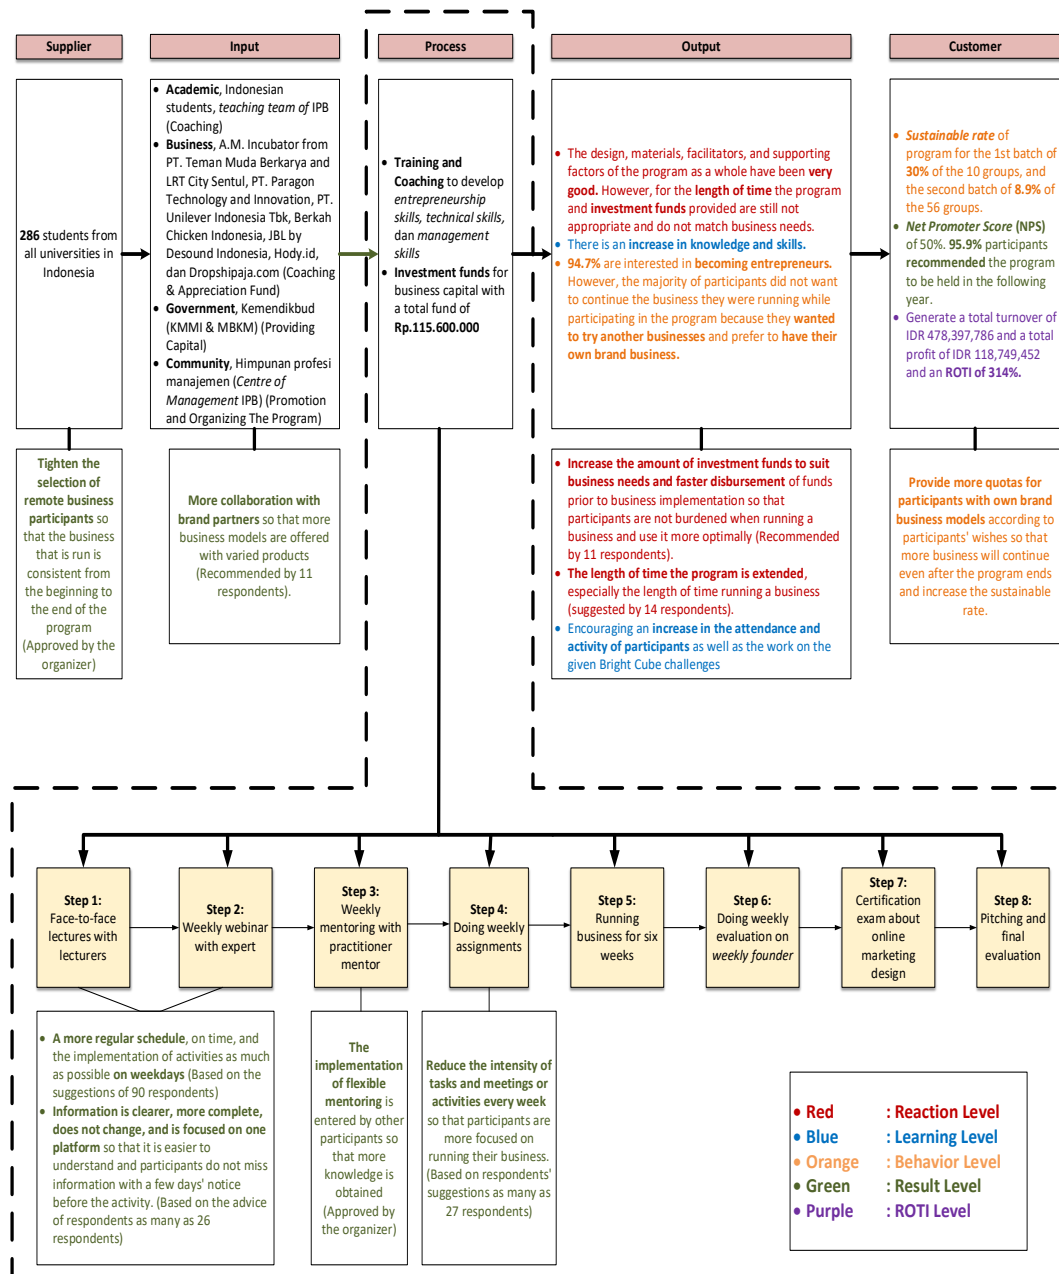 Supplier
Input
Process
Output
Customer
286 students from
all universities in
Indonesia
• Academic, Indonesian
students, teaching team of IPB
(Coaching)
• Business, A.M. Incubator from
PT. Teman Muda Berkarya and
LRT City Sentul, PT. Paragon
Technology and Innovation, PT.
Unilever Indonesia Tbk, Berkah
Chicken Indonesia, JBL by
Desound Indonesia, Hody.id,
dan Dropshipaja.com (Coaching
& Appreciation Fund)
• Government, Kemendikbud
(KMMI & MBKM) (Providing
Capital)
• Community, Himpunan profesi
manajemen (Centre of
Management IPB) (Promotion
and Organizing The Program)
• Training and
Coaching to develop
entrepreneurship
skills, technical skills,
dan management
skills
• Investment funds for
business capital with
a total fund of
Rp.115.600.000
• The design, materials, facilitators, and supporting
factors of the program as a whole have been very
good. However, for the length of time the program
and investment funds provided are still not
appropriate and do not match business needs.
• There is an increase in knowledge and skills.
• 94.7% are interested in becoming entrepreneurs.
However, the majority of participants did not want
to continue the business they were running while
participating in the program because they wanted
to try another businesses and prefer to have their
own brand business.
• Sustainable rate of
program for the 1st batch of
30% of the 10 groups, and
the second batch of 8.9% of
the 56 groups.
• Net Promoter Score (NPS)
of 50%. 95.9% participants
recommended the program
to be held in the following
year.
• Generate a total turnover of
IDR 478,397,786 and a total
profit of IDR 118,749,452
and an ROTI of 314%.
Tighten the
selection of
remote business
participants so
that the business
that is run is
consistent from
the beginning to
the end of the
program
(Approved by the
organizer)
More collaboration with
brand partners so that more
business models are offered
with varied products
(Recommended by 11
respondents).
• Increase the amount of investment funds to suit
business needs and faster disbursement of funds
prior to business implementation so that
participants are not burdened when running a
business and use it more optimally (Recommended
by 11 respondents).
• The length of time the program is extended,
especially the length of time running a business
(suggested by 14 respondents).
• Encouraging an increase in the attendance and
activity of participants as well as the work on the
given Bright Cube challenges
Provide more quotas for
participants with own brand
business models according to
participants' wishes so that
more business will continue
even after the program ends
and increase the sustainable
rate.
Step 1:
Face-to-face
lectures with
lecturers
Step 2:
Weekly webinar
with expert
Step 3:
Weekly
mentoring with
practitioner
mentor
Step 4:
Doing weekly
assignments
Step 5:
Running
business for six
weeks
Step 6:
Doing weekly
evaluation on
weekly founder
Step 7:
Certification
exam about
online
marketing
design
Step 8:
Pitching and
final
evaluation
• A more regular schedule, on time, and
the implementation of activities as much
as possible on weekdays (Based on the
suggestions of 90 respondents)
• Information is clearer, more complete,
does not change, and is focused on one
platform so that it is easier to
understand and participants do not miss
information with a few days' notice
before the activity. (Based on the advice
of respondents as many as 26
respondents)
The
implementation
of flexible
mentoring is
entered by other
participants so
that more
knowledge is
obtained
(Approved by
the organizer)
Reduce the intensity of
tasks and meetings or
activities every week
so that participants are
more focused on
running their business.
(Based on respondents'
suggestions as many as
27 respondents)
• Red : Reaction Level
• Blue : Learning Level
• Orange : Behavior Level
• Green : Result Level
• Purple : ROTI Level